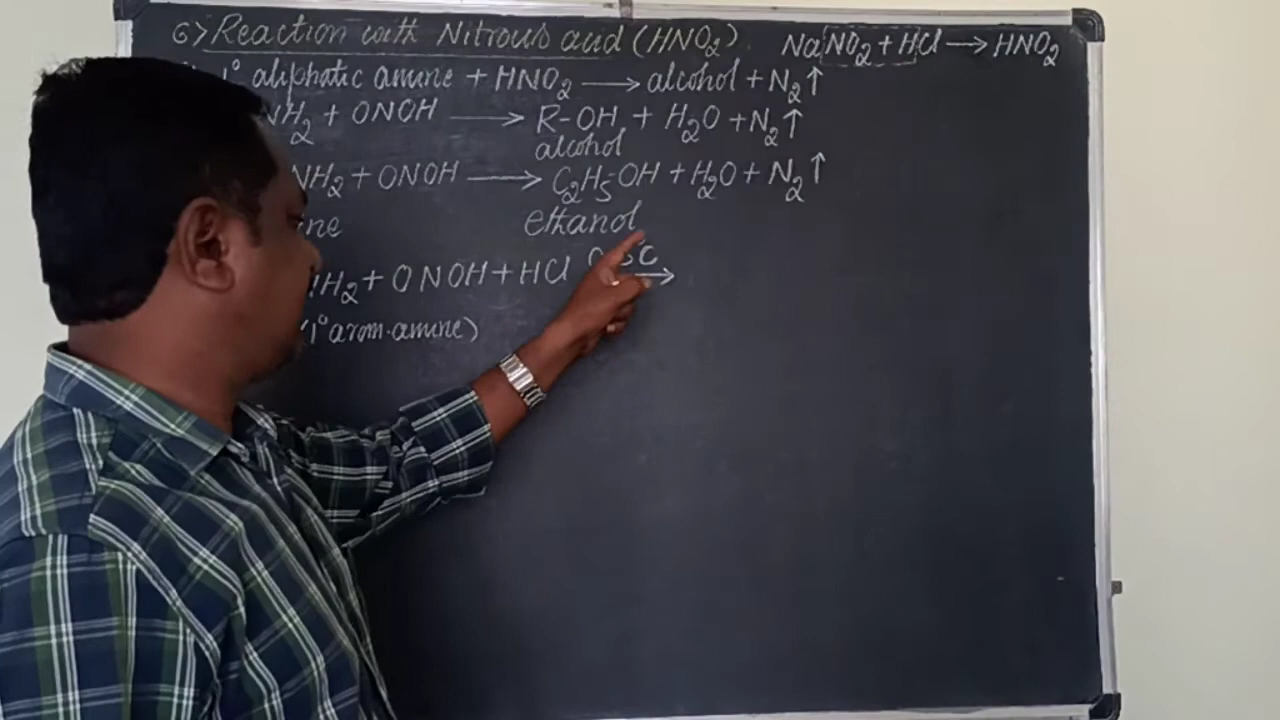 6> Reaction with Nitrous acid (HNO₂). NaNO₂ + HCl → HNO₂
1° aliphatic amine + HNO₂ → alcohol + N₂↑
NH₂ + ONOH → R-OH + H₂O + N₂↑
alcohol
NH₂ + ONOH → C₂H₅-OH + H₂O + N₂↑
ne ethanol
H₂ + ONOH + HCl →
(1° arom.amine)